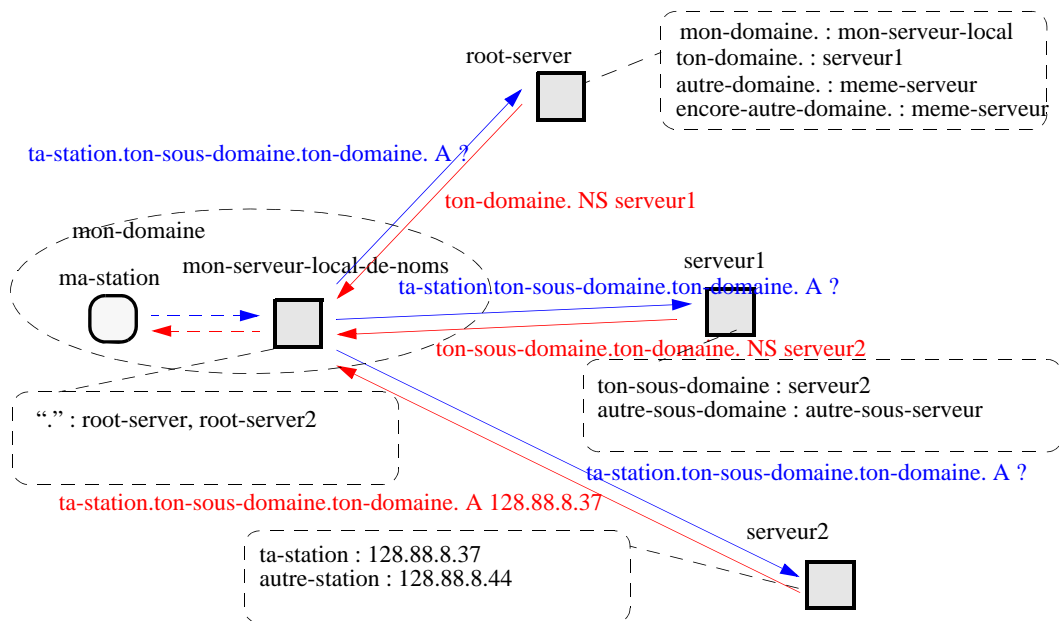 mon-domaine. : mon-serveur-local
root-server
ton-domaine. : serveur1
autre-domaine. : meme-serveur
encore-autre-domaine. : meme-serveur
ta-station.ton-sous-domaine.ton-domaine. A ?
ton-domaine. NS serveur1
mon-domaine
mon-serveur-local-de-noms
serveur1
ma-station
ta-station.ton-sous-domaine.ton-domaine. A ?
ton-sous-domaine.ton-domaine. NS serveur2
ton-sous-domaine : serveur2
autre-sous-domaine : autre-sous-serveur
“.” : root-server, root-server2
ta-station.ton-sous-domaine.ton-domaine. A ?
ta-station.ton-sous-domaine.ton-domaine. A 128.88.8.37
serveur2
ta-station : 128.88.8.37
autre-station : 128.88.8.44